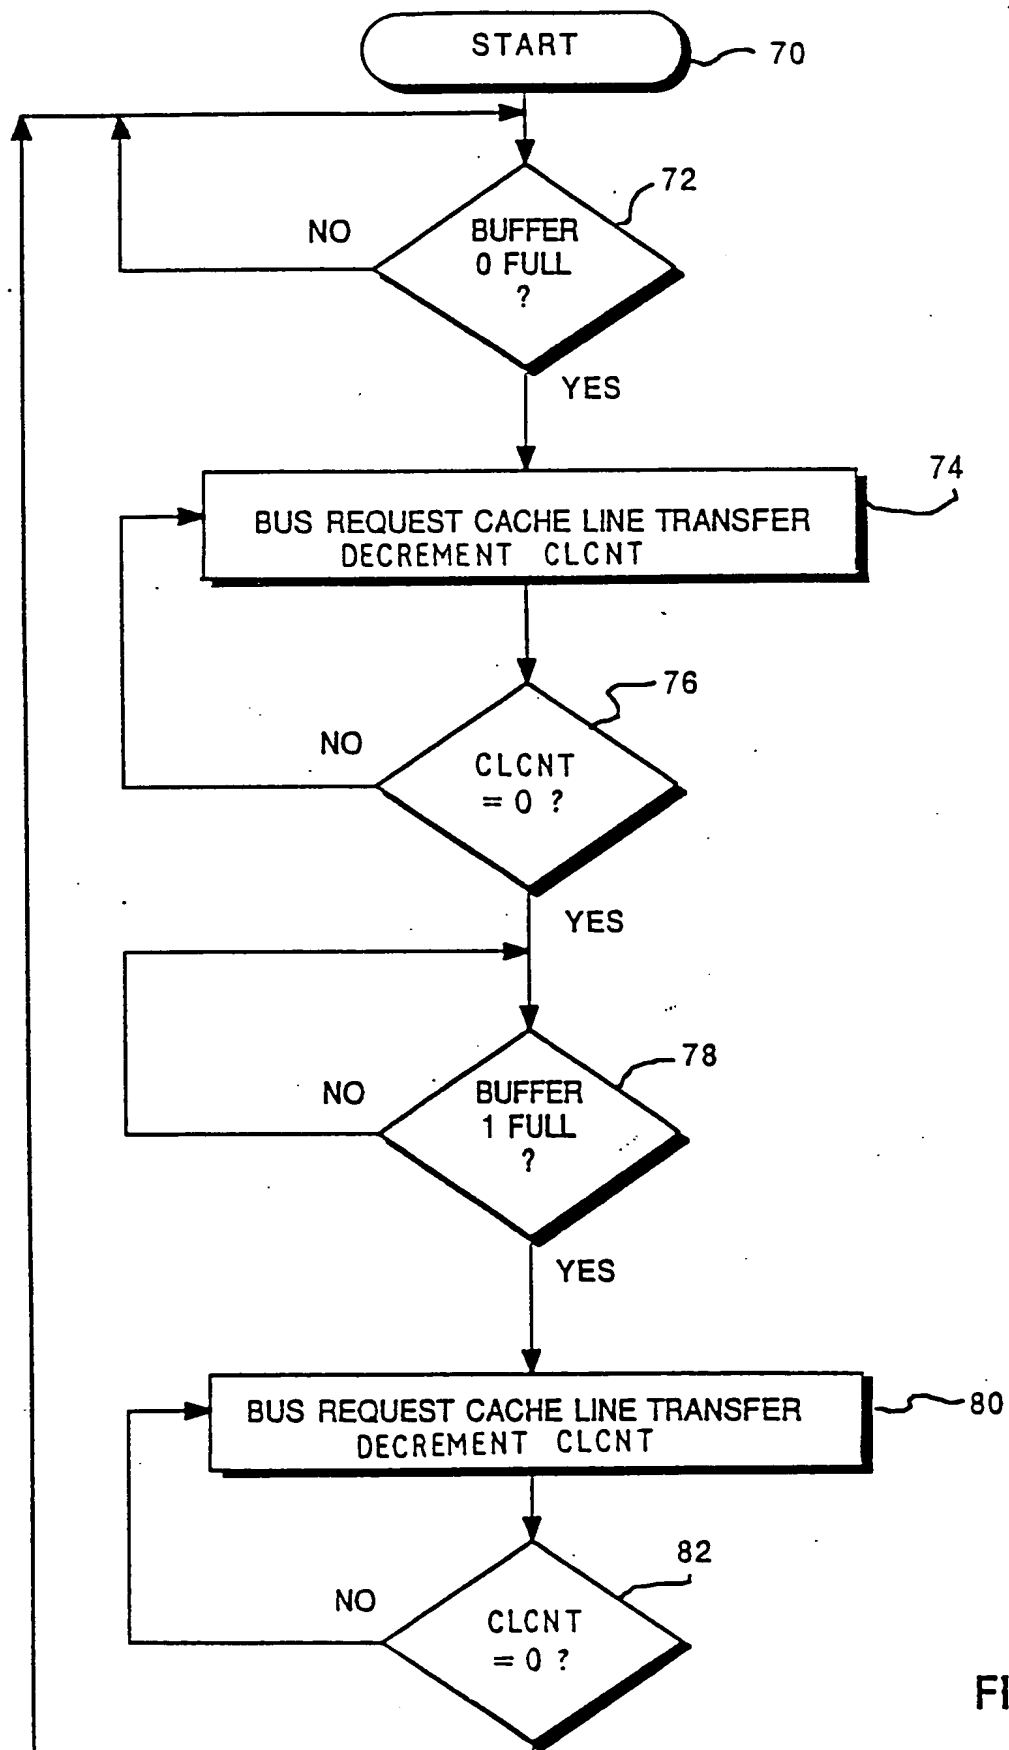 START
70
72
NO
BUFFER
0 FULL
?
YES
74
BUS REQUEST CACHE LINE TRANSFER
DECREMENT CLCNT
76
NO
CLCNT
= 0 ?
YES
78
NO
BUFFER
1 FULL
?
YES
80
BUS REQUEST CACHE LINE TRANSFER
DECREMENT CLCNT
82
NO
CLCNT
= 0 ?
FI